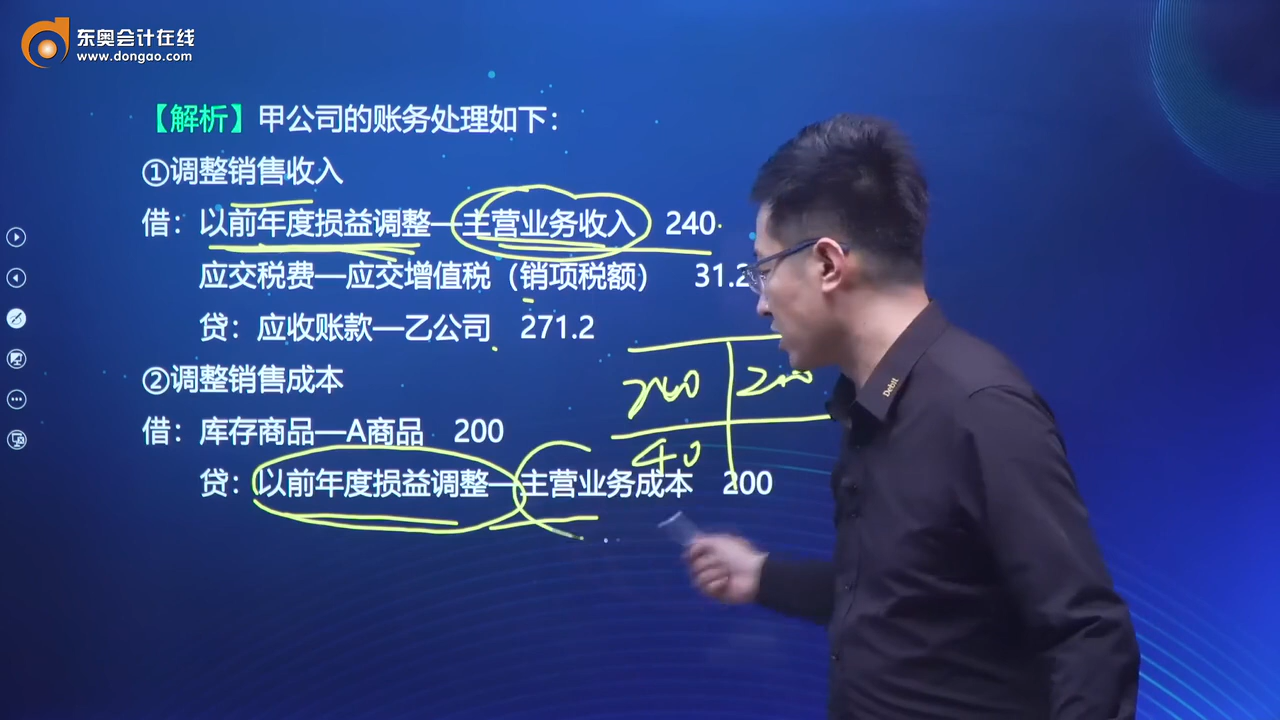 东奥会计在线
www.dongao.com
【解析】甲公司的账务处理如下：
①调整销售收入
借：以前年度损益调整—主营业务收入 240
应交税费—应交增值税（销项税额） 31.2
贷：应收账款—乙公司 271.2
②调整销售成本
借：库存商品—A商品 200
贷：以前年度损益调整—主营业务成本 200
240 200
40
Debit